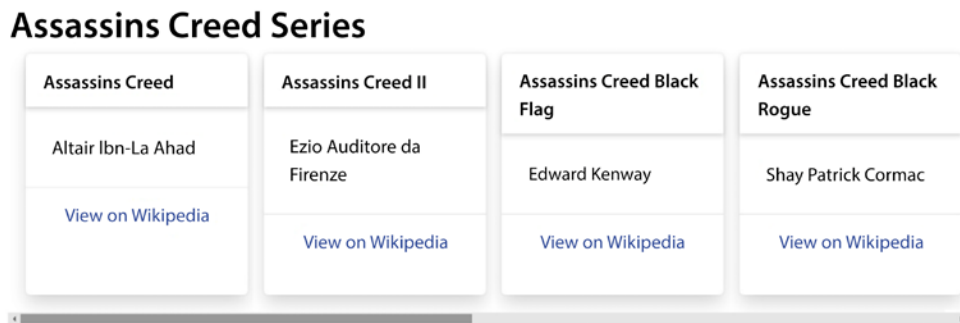 Assassins Creed Series
Assassins Creed
Altair Ibn-La Ahad
View on Wikipedia
Assassins Creed II
Ezio Auditore da
Firenze
View on Wikipedia
Assassins Creed Black
Flag
Edward Kenway
View on Wikipedia
Assassins Creed Black
Rogue
Shay Patrick Cormac
View on Wikipedia